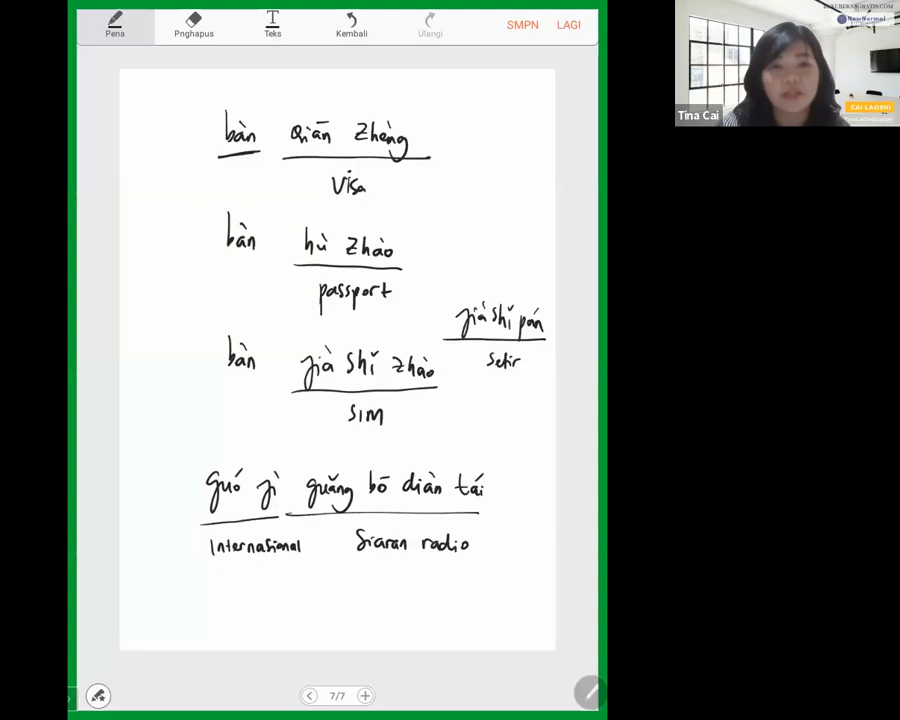 Pena Pnghapus Teks Kembali Ulangi SMPN LAGI
bàn qiān zhèng
Visa
bàn hù zhào
passport
jià shǐ pán
setir
bàn jià shǐ zhào
SIM
guó jì guǎng bō diàn tái
Internasional Siaran radio
7/7
NewNormal
CAI LAOSHI
Tina Cai